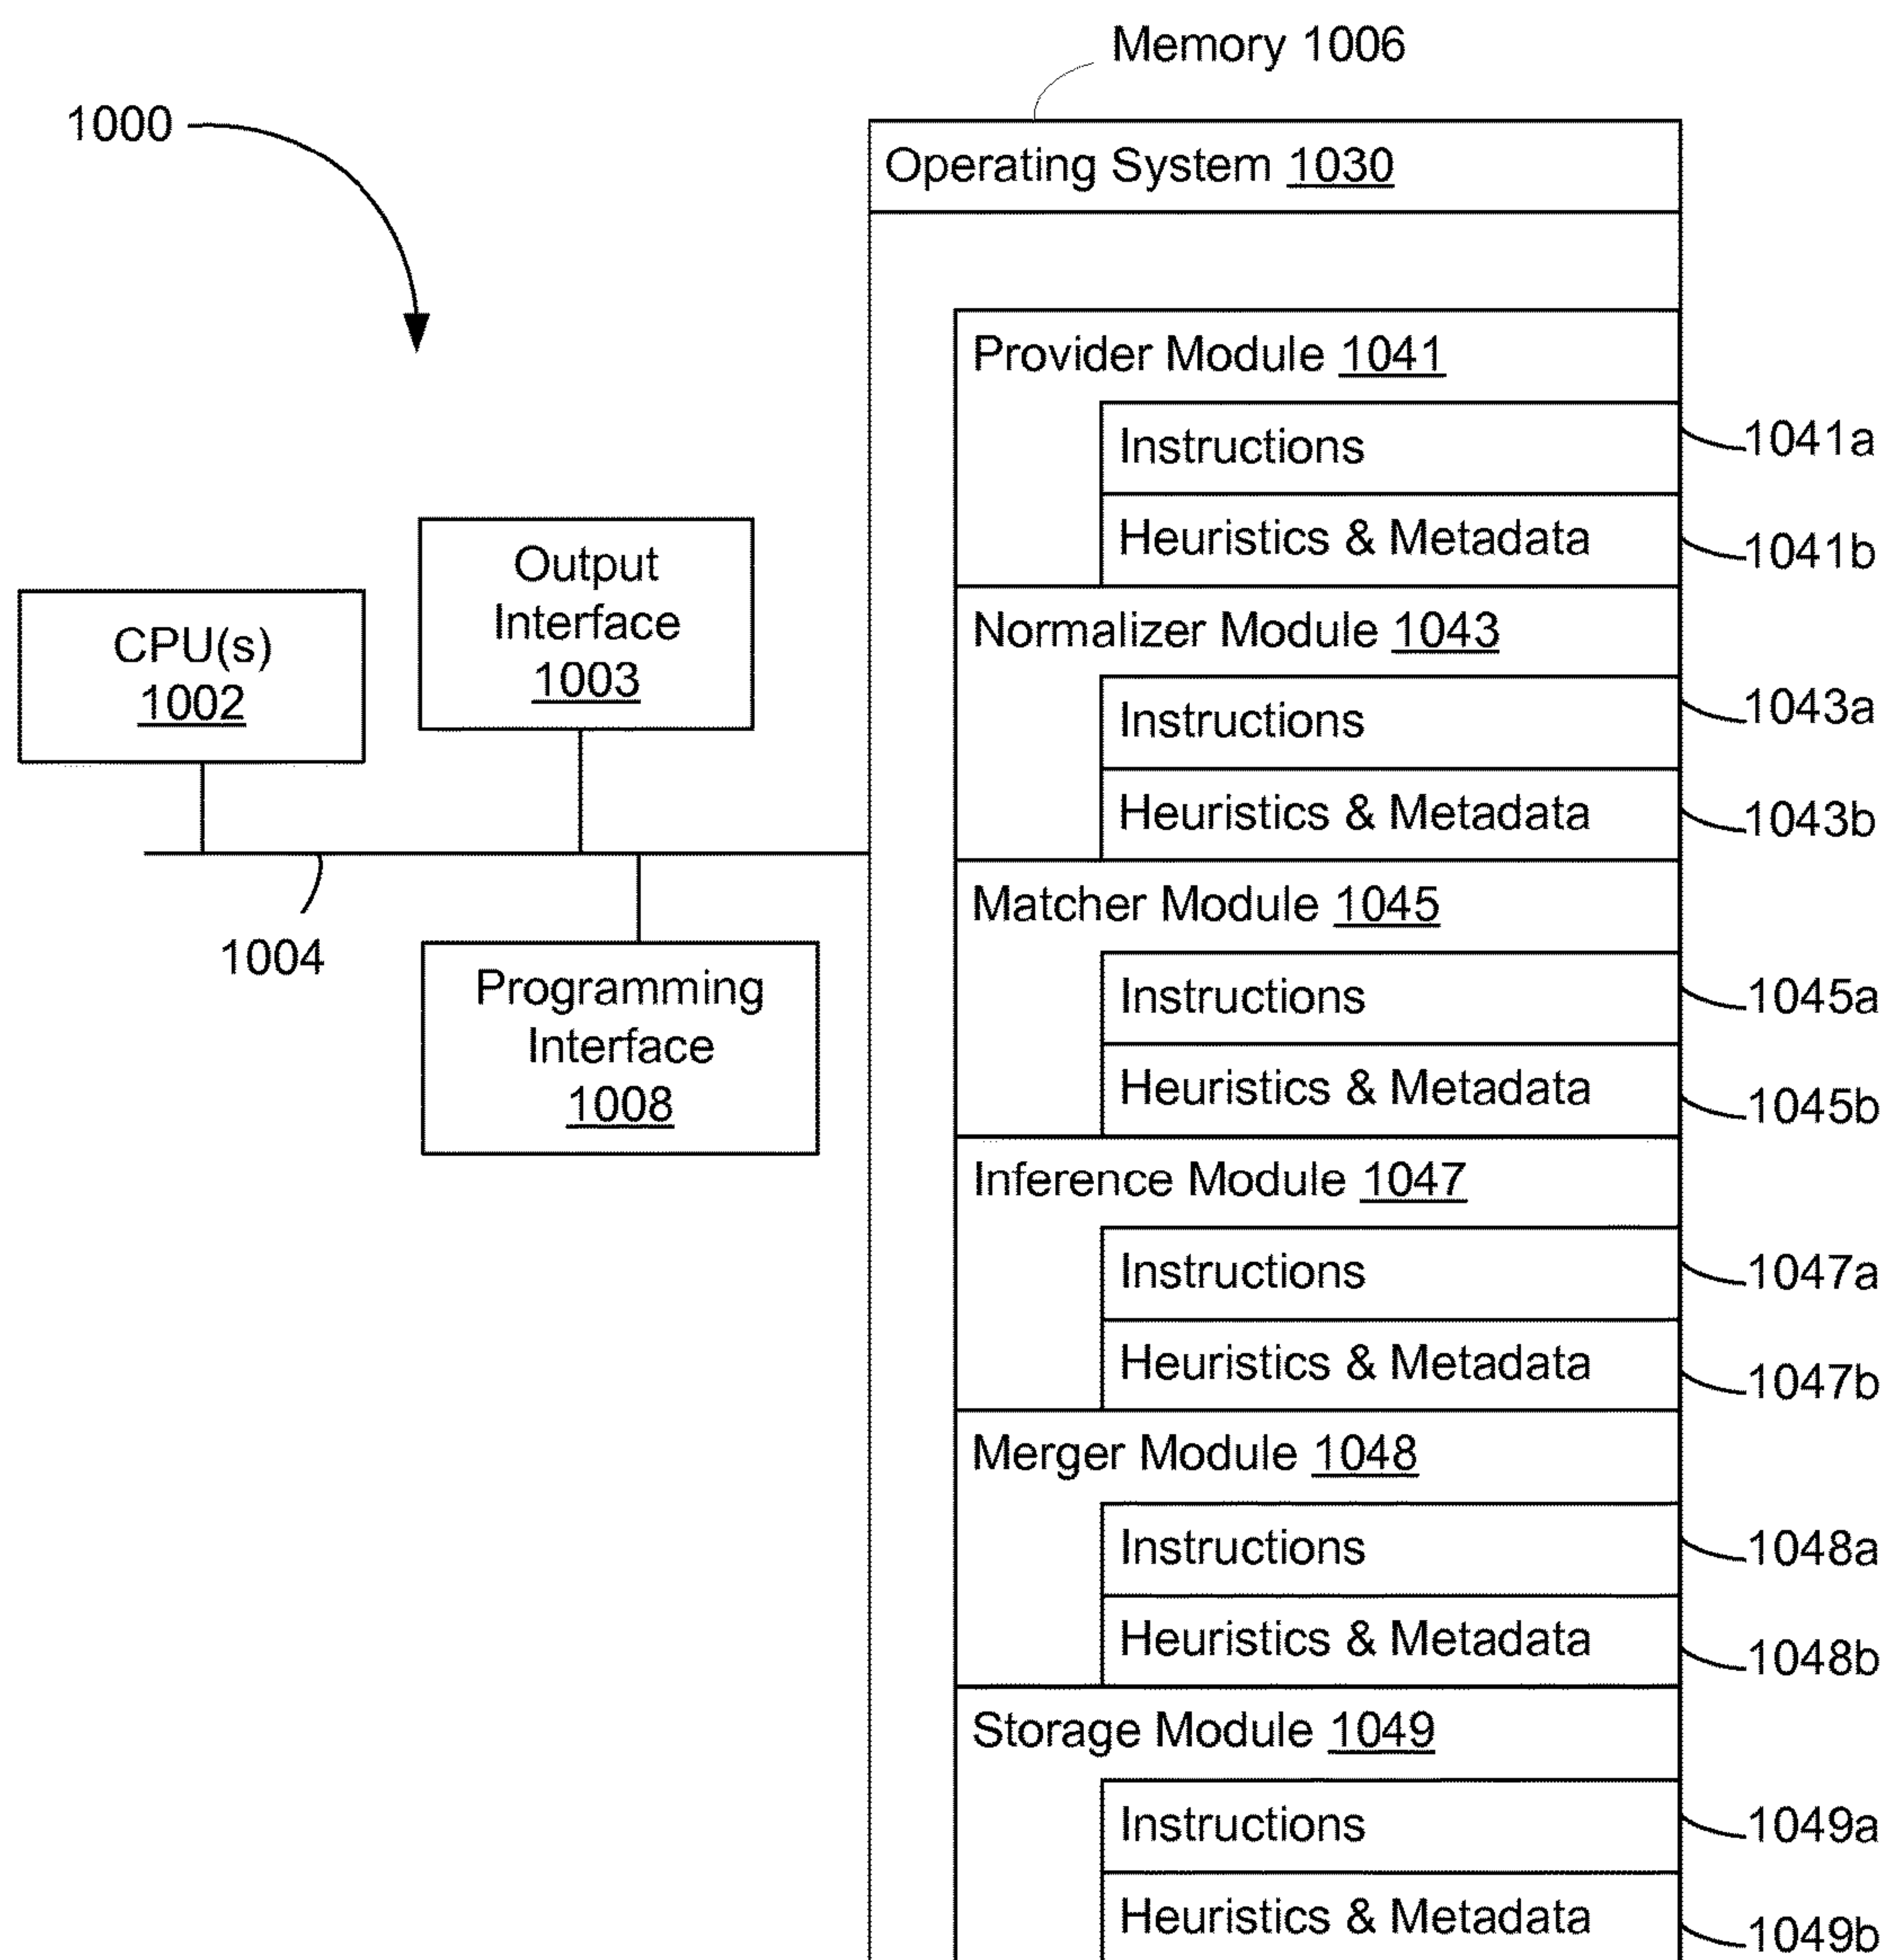 Memory 1006
1000
Operating System 1030
Provider Module 1041
Instructions
1041a
Heuristics & Metadata
1041b
Output
Interface
1003
CPU(s)
1002
Normalizer Module 1043
Instructions
1043a
Heuristics & Metadata
1043b
1004
Programming
Interface
1008
Matcher Module 1045
Instructions
1045a
Heuristics & Metadata
1045b
Inference Module 1047
Instructions
1047a
Heuristics & Metadata
1047b
Merger Module 1048
Instructions
1048a
Heuristics & Metadata
1048b
Storage Module 1049
Instructions
1049a
Heuristics & Metadata
1049b